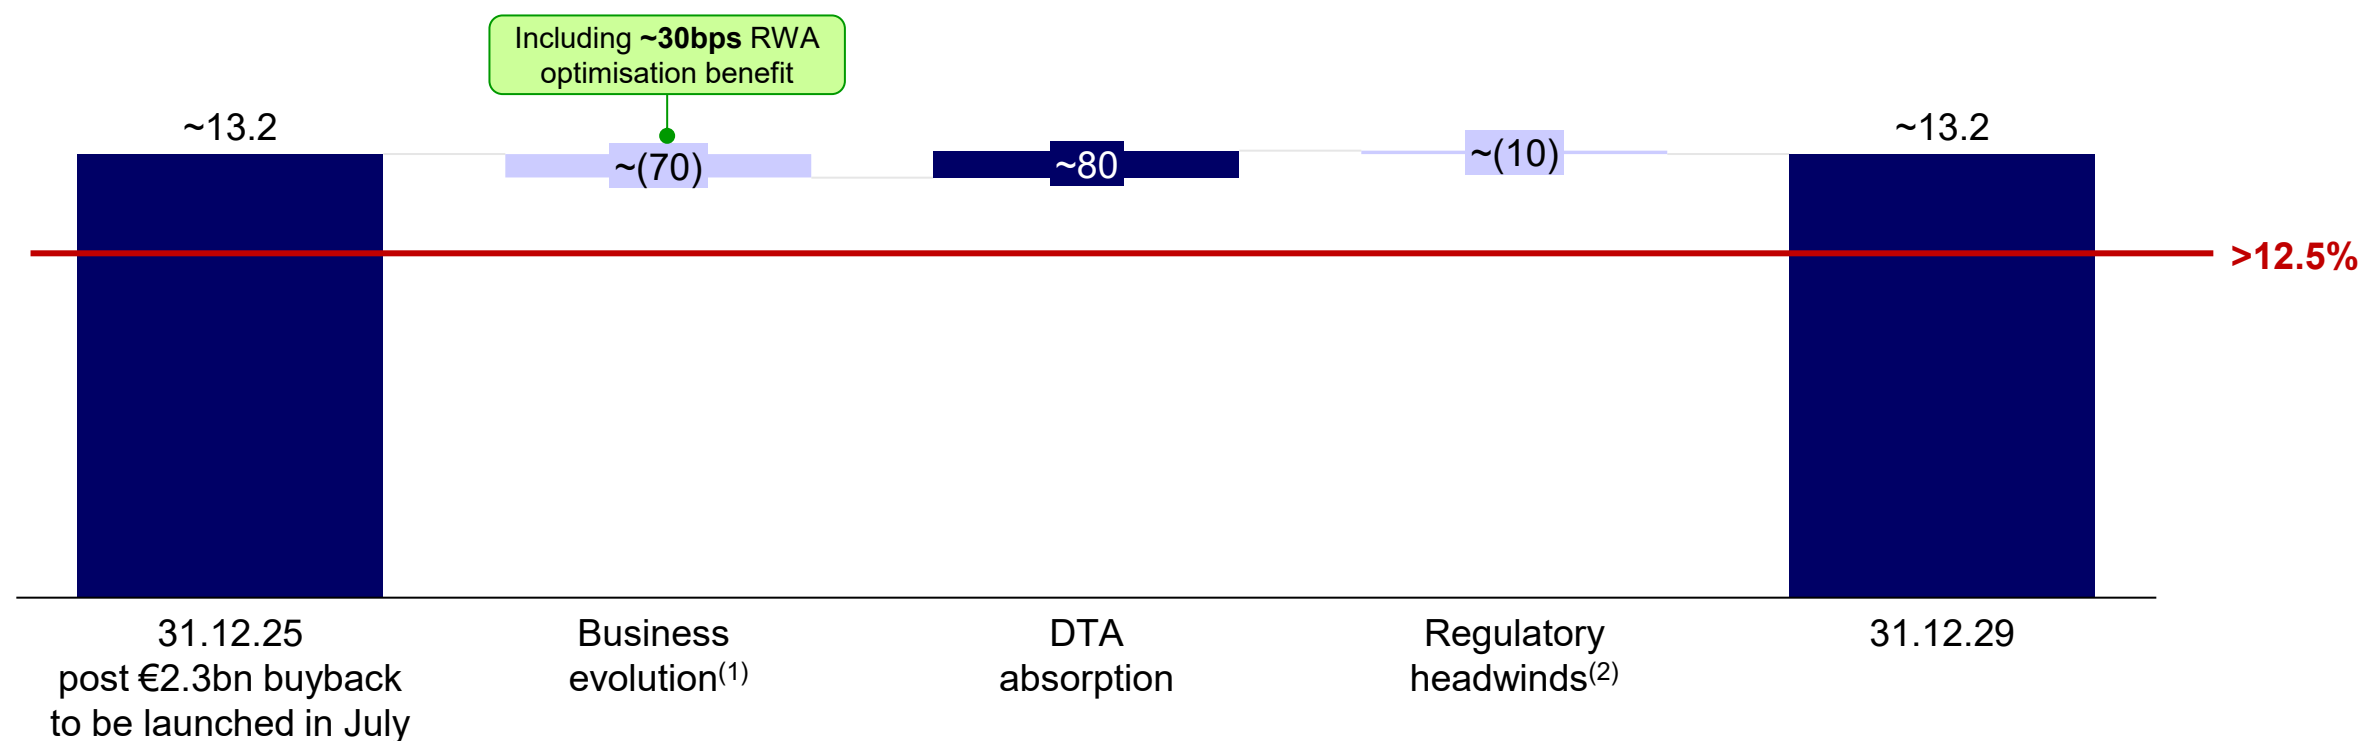 Including ~30bps RWA
optimisation benefit
~13.2
~(70)
~80
~(10)
~13.2
>12.5%
31.12.25
post €2.3bn buyback
to be launched in July
Business
evolution(1)
DTA
absorption
Regulatory
headwinds(2)
31.12.29